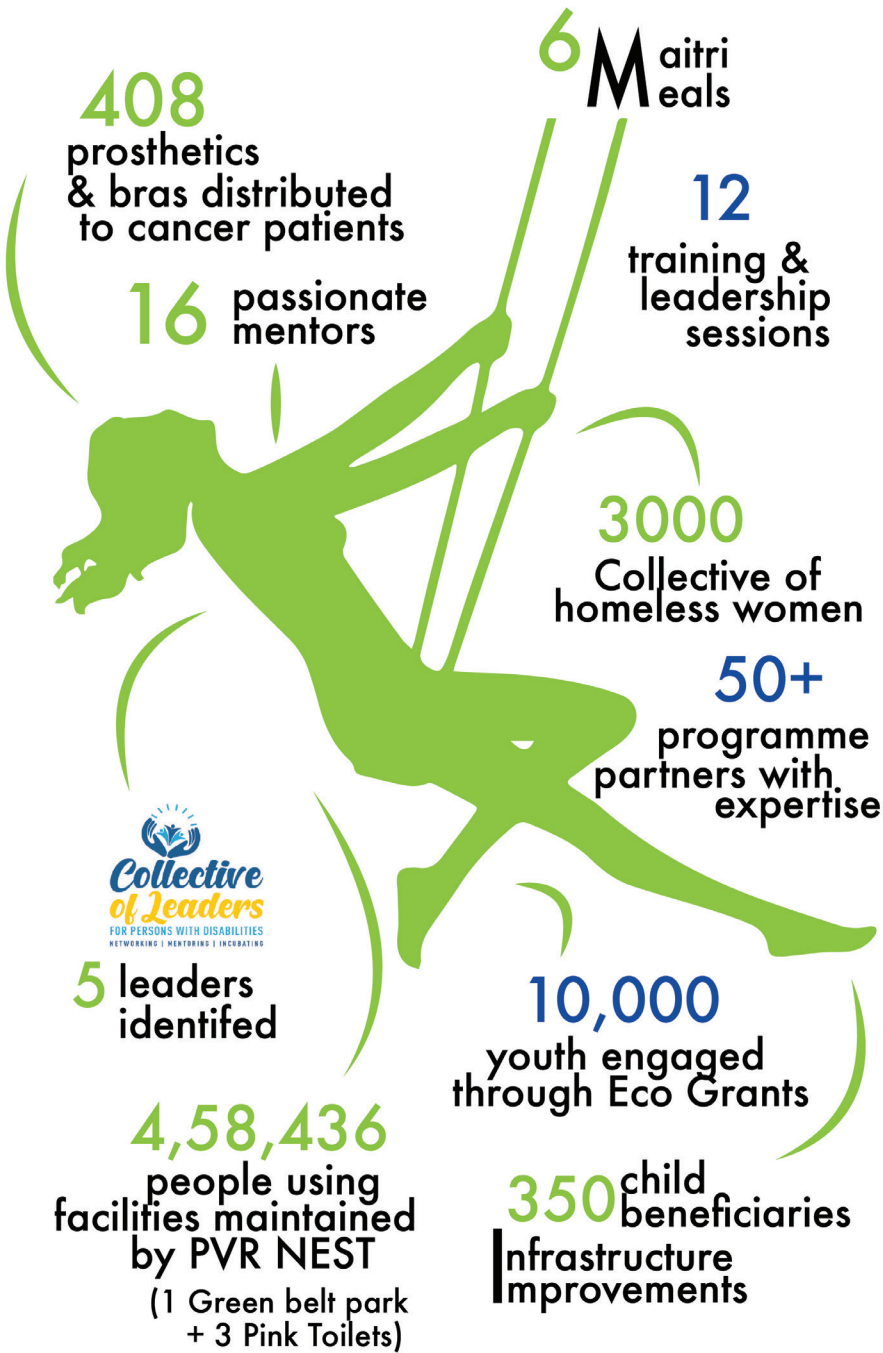 6 Maitri
Meals
408
prosthetics
& bras distributed
to cancer patients
12
training &
leadership
sessions
16 passionate
mentors
3000
Collective of
homeless women
50+
programme
partners with
expertise
Collective
of Leaders
FOR PERSONS WITH DISABILITIES
NETWORKING | MENTORING | INCUBATING
5 leaders
identifed
10,000
youth engaged
through Eco Grants
4,58,436
people using
facilities maintained
by PVR NEST
(1 Green belt park
+ 3 Pink Toilets)
350 child
beneficiaries
Infrastructure
Improvements